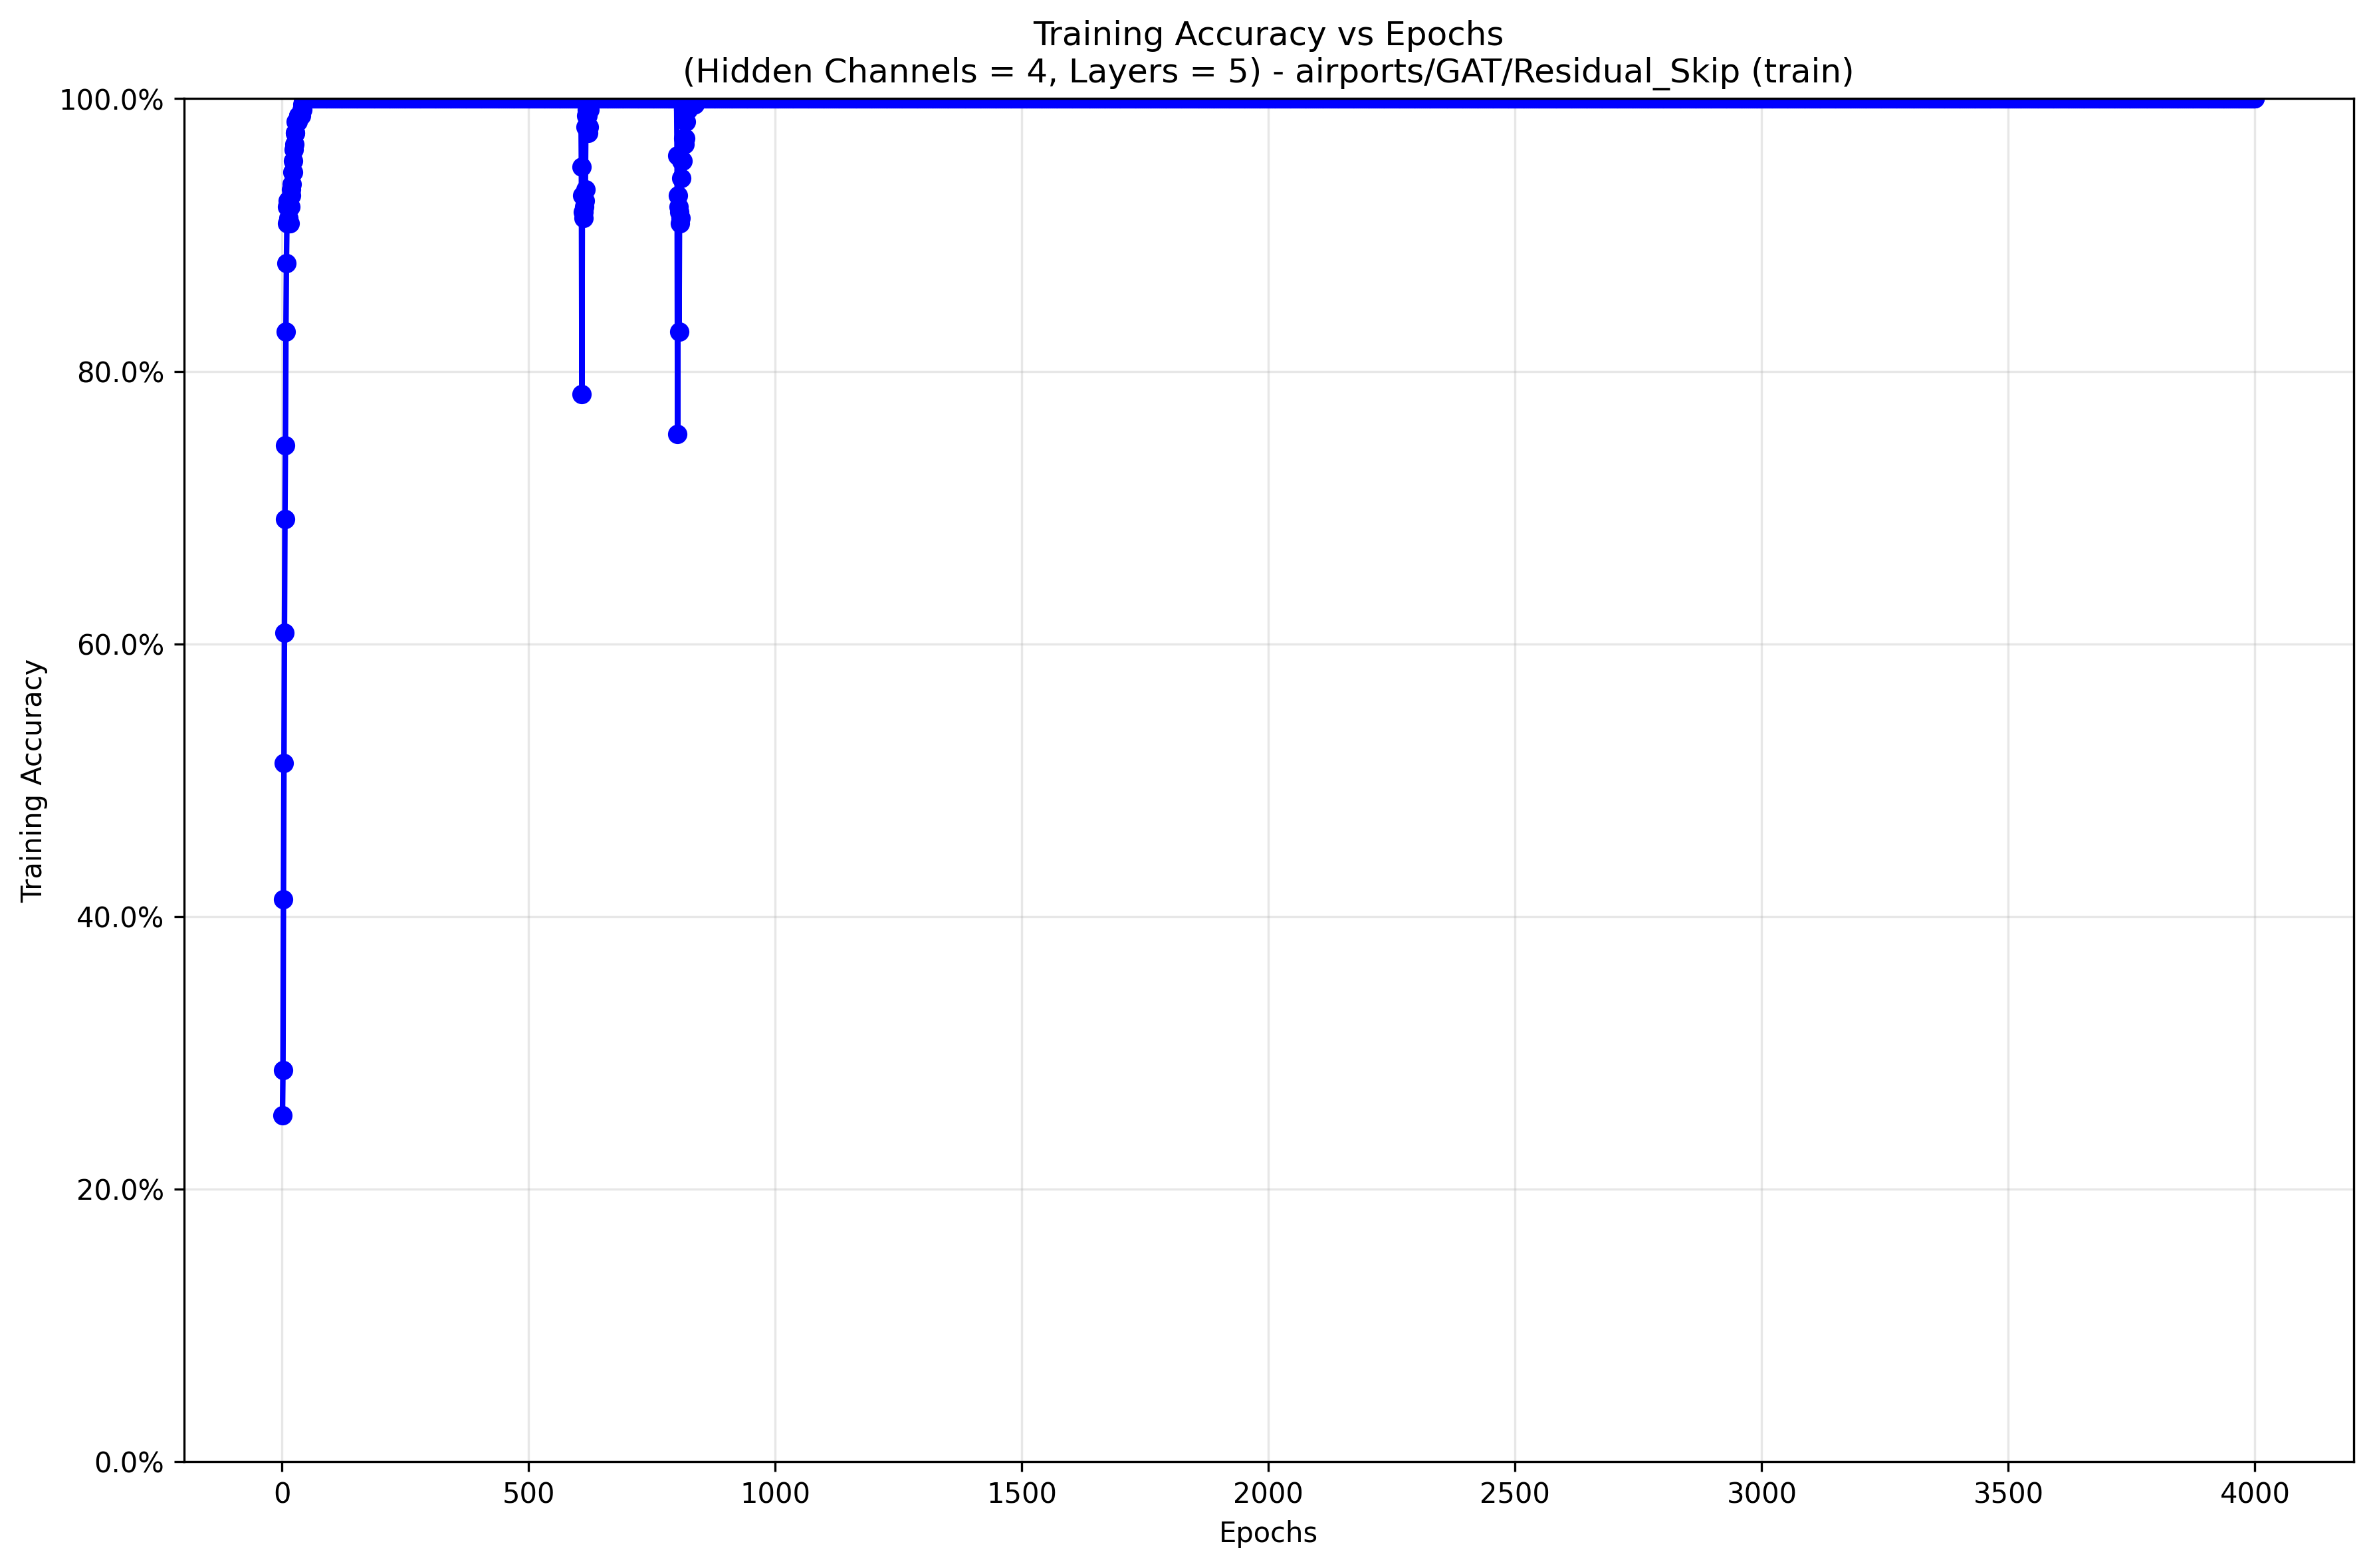 Training Accuracy vs Epochs
(Hidden Channels = 4, Layers = 5) - airports/GAT/Residual_Skip (train)
100.0%
80.0%
60.0%
40.0%
20.0%
0.0%
Training Accuracy
0 500 1000 1500 2000 2500 3000 3500 4000
Epochs